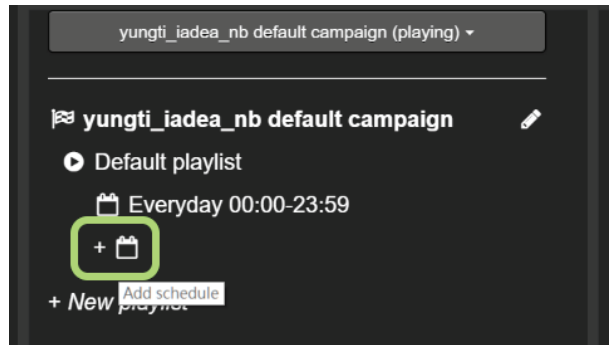 yungti_iadea_nb default campaign (playing)
yungti_iadea_nb default campaign
Default playlist
Everyday 00:00-23:59
+
Add schedule
+ New playlist